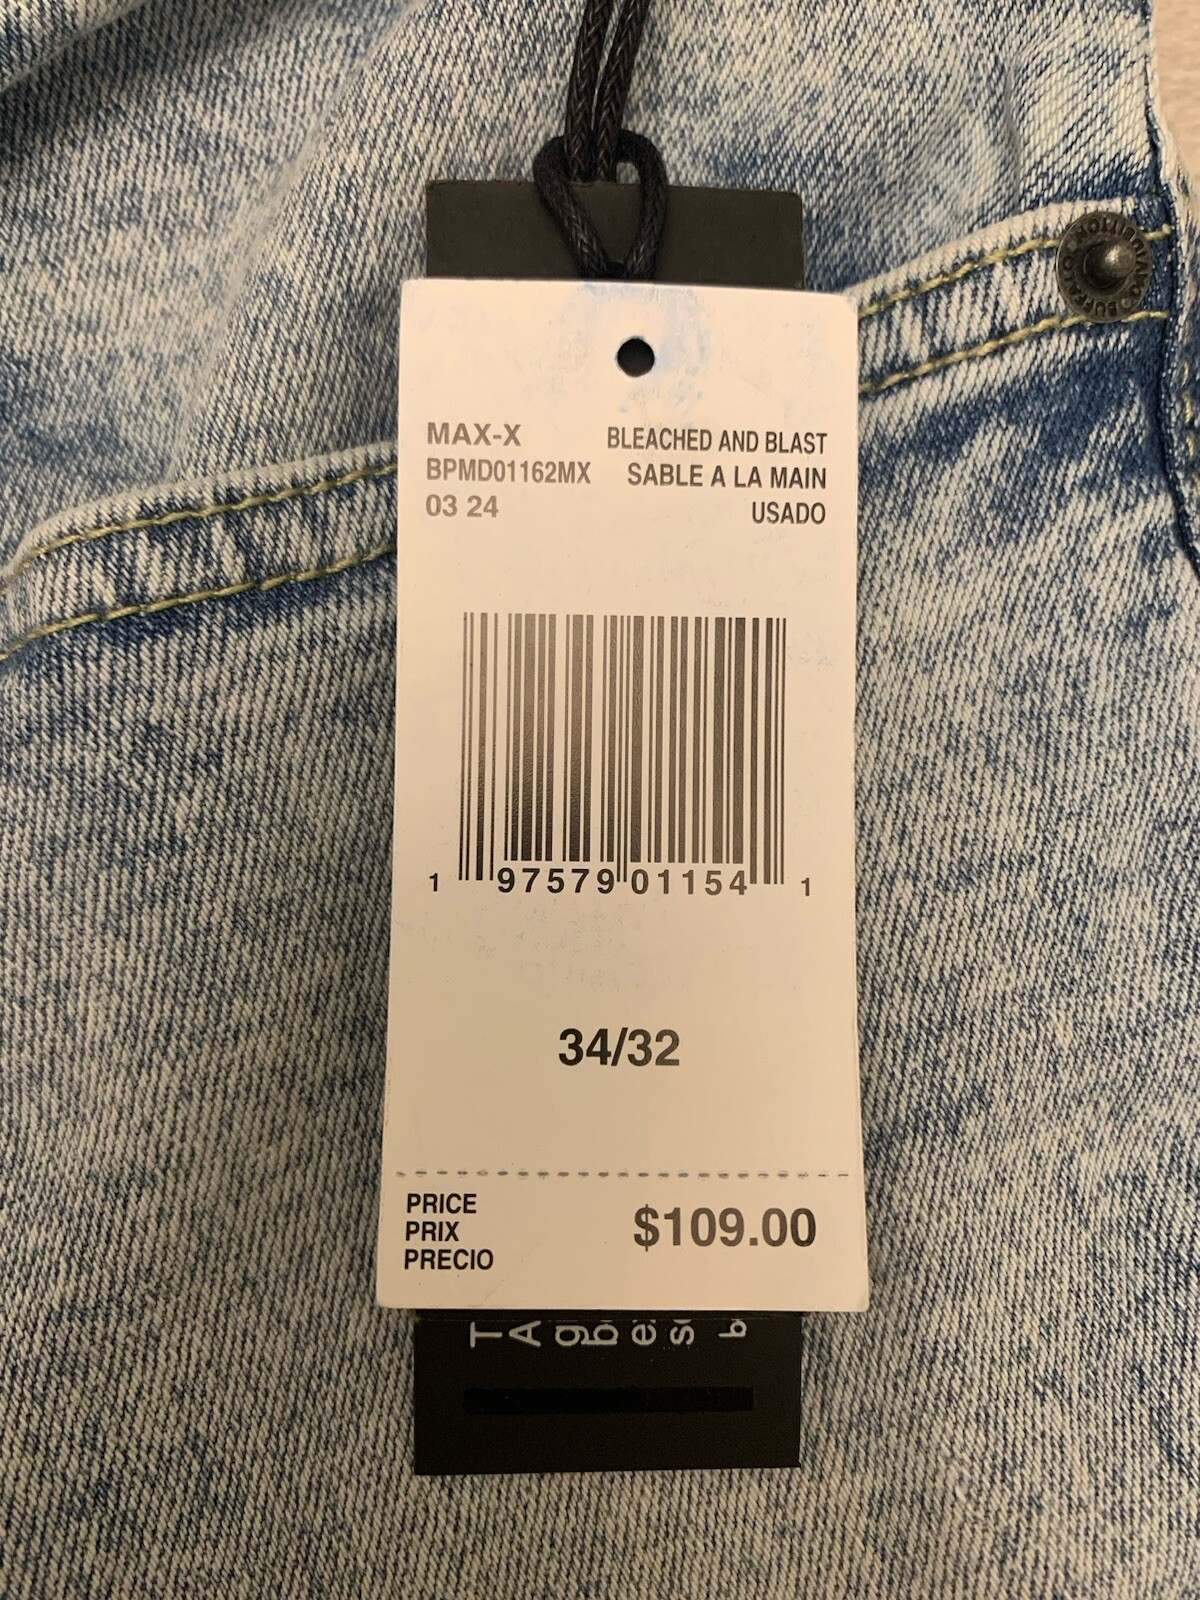 MAX-X
BPMD01162MX
03 24
BLEACHED AND BLAST
SABLE A LA MAIN
USADO
1 97579 01154 1
34/32
PRICE
PRIX
PRECIO
$109.00